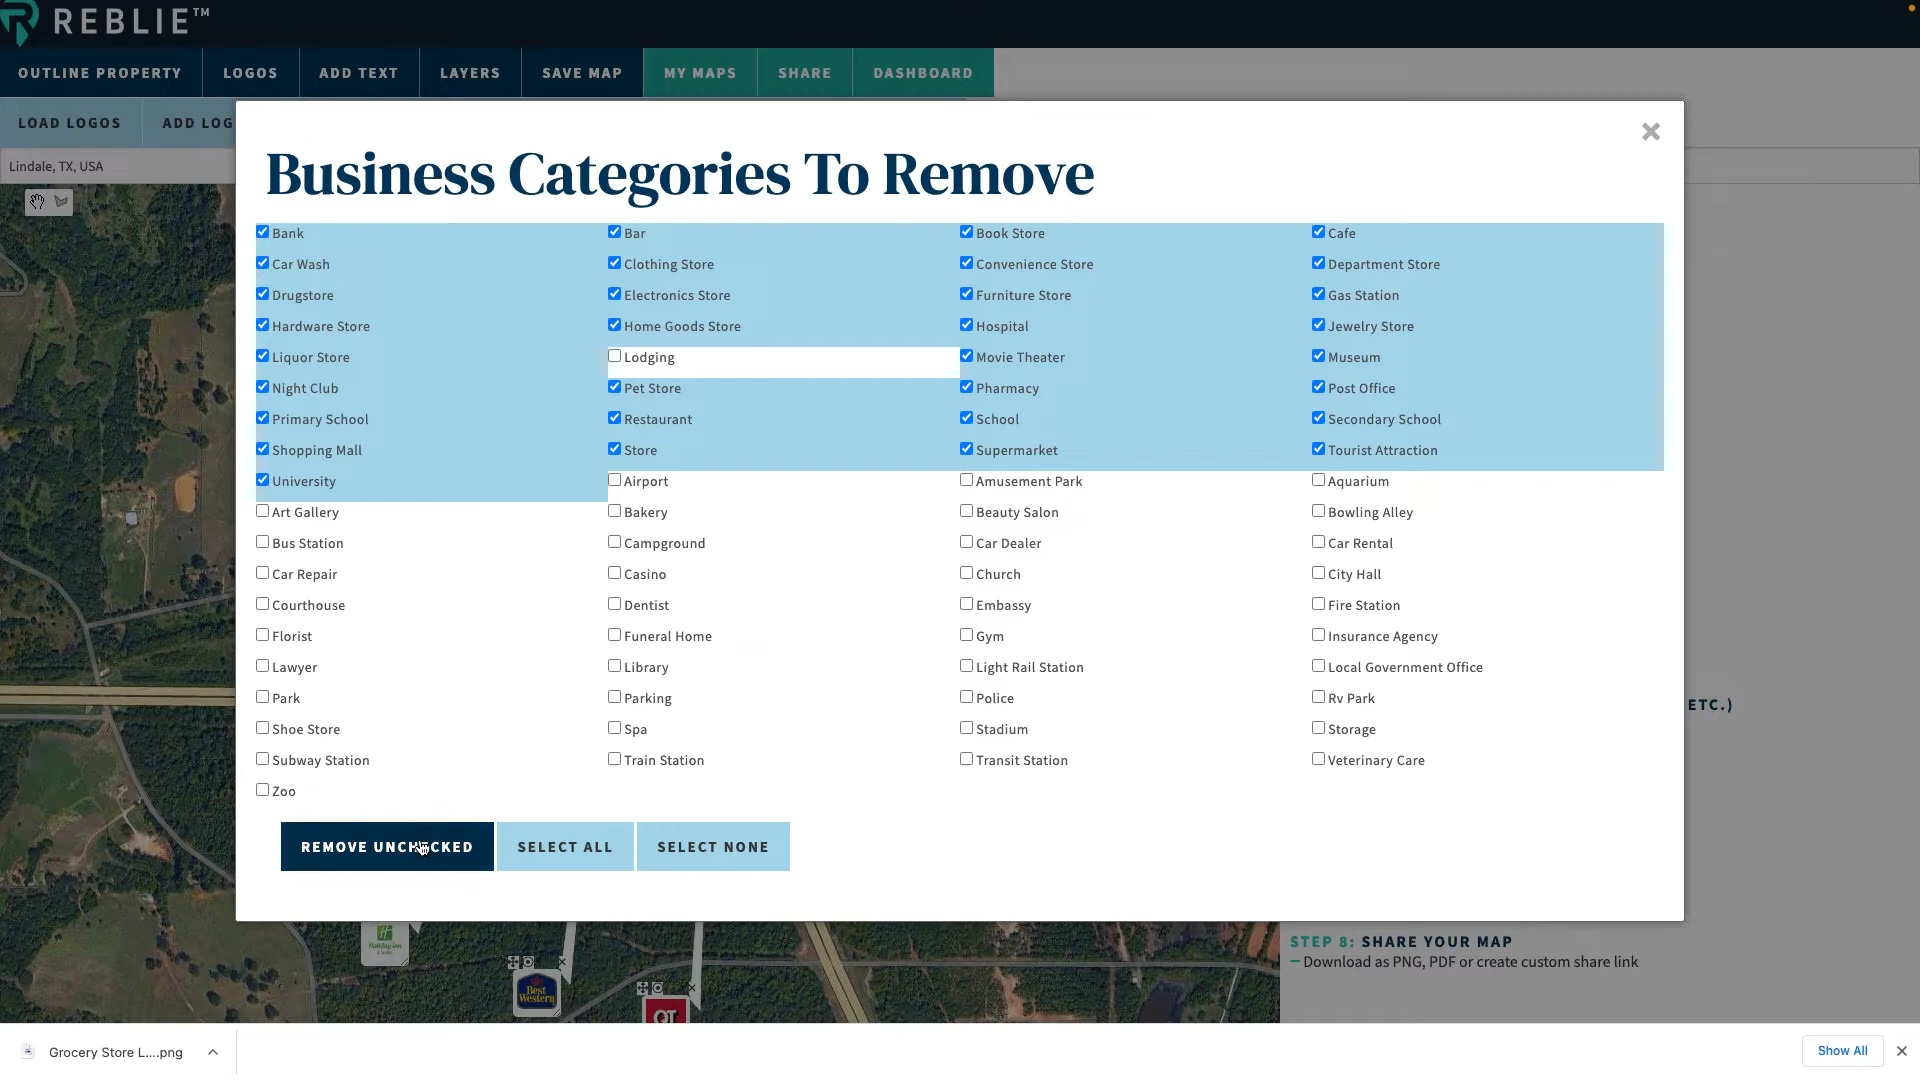 REBLIE™
OUTLINE PROPERTY LOGOS ADD TEXT LAYERS SAVE MAP MY MAPS SHARE DASHBOARD
LOAD LOGOS ADD LOG
Lindale, TX, USA
Business Categories To Remove
Bank Bar Book Store Cafe
Car Wash Clothing Store Convenience Store Department Store
Drugstore Electronics Store Furniture Store Gas Station
Hardware Store Home Goods Store Hospital Jewelry Store
Liquor Store Lodging Movie Theater Museum
Night Club Pet Store Pharmacy Post Office
Primary School Restaurant School Secondary School
Shopping Mall Store Supermarket Tourist Attraction
University Airport Amusement Park Aquarium
Art Gallery Bakery Beauty Salon Bowling Alley
Bus Station Campground Car Dealer Car Rental
Car Repair Casino Church City Hall
Courthouse Dentist Embassy Fire Station
Florist Funeral Home Gym Insurance Agency
Lawyer Library Light Rail Station Local Government Office
Park Parking Police Rv Park
ETC.)
Shoe Store Spa Stadium Storage
Subway Station Train Station Transit Station Veterinary Care
Zoo
REMOVE UNCHECKED SELECT ALL SELECT NONE
Holiday Inn
Best Western
QT
STEP 8: SHARE YOUR MAP
– Download as PNG, PDF or create custom share link
Grocery Store L....png Show All